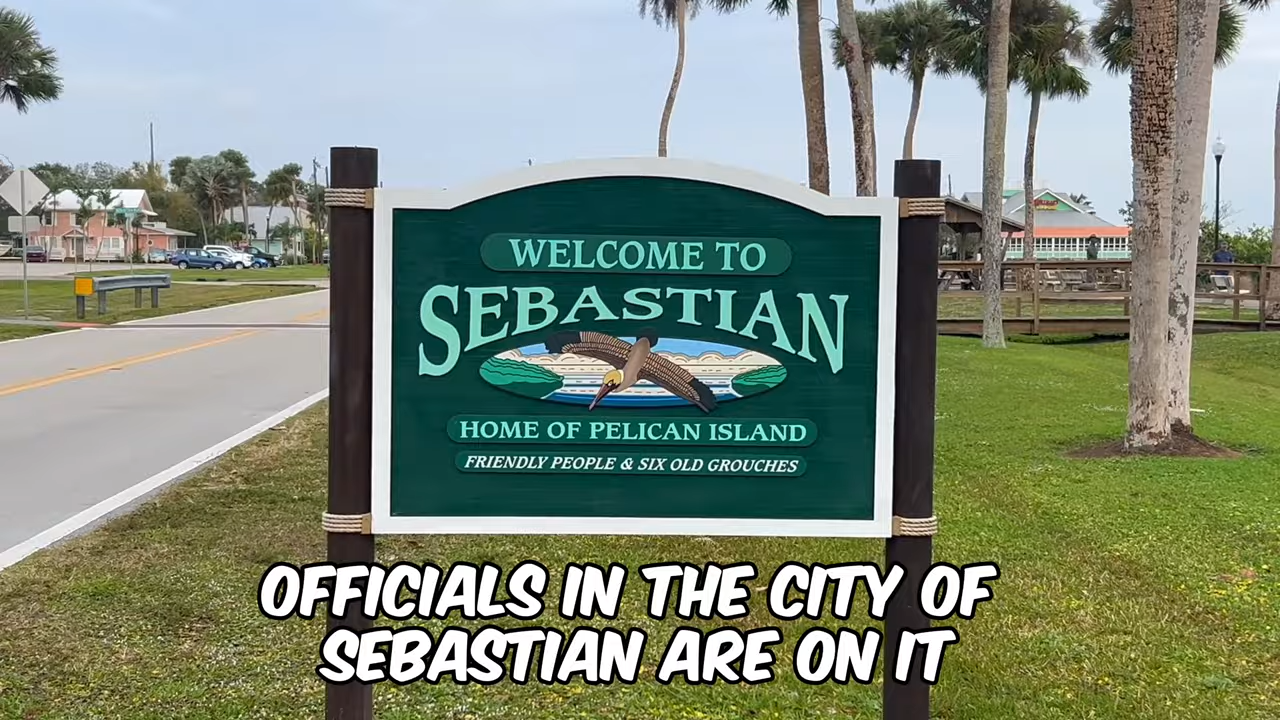 WELCOME TO
SEBASTIAN
HOME OF PELICAN ISLAND
FRIENDLY PEOPLE & SIX OLD GROUCHES
OFFICIALS IN THE CITY OF
SEBASTIAN ARE ON IT